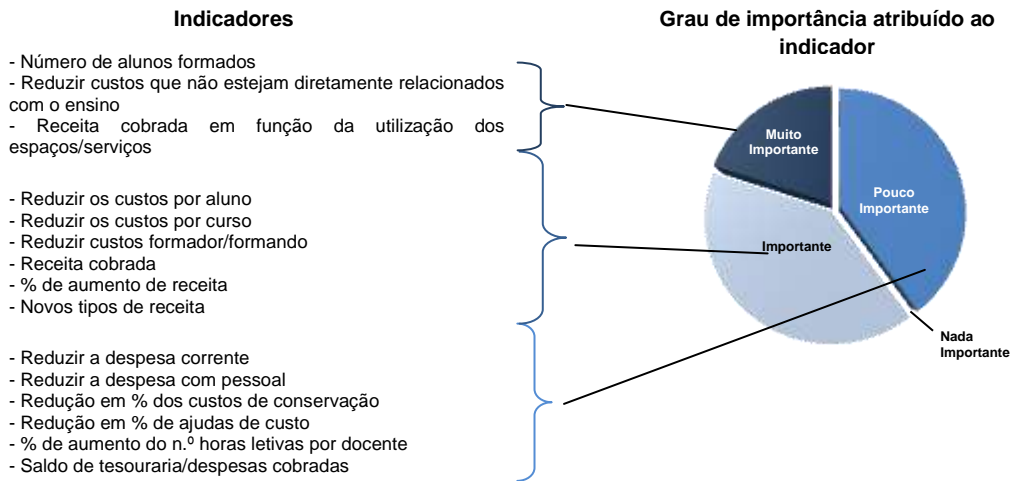 Indicadores
- Número de alunos formados
- Reduzir custos que não estejam diretamente relacionados
com o ensino
- Receita cobrada em função da utilização dos
espaços/serviços
- Reduzir os custos por aluno
- Reduzir os custos por curso
- Reduzir custos formador/formando
- Receita cobrada
- % de aumento de receita
- Novos tipos de receita
- Reduzir a despesa corrente
- Reduzir a despesa com pessoal
- Redução em % dos custos de conservação
- Redução em % de ajudas de custo
- % de aumento do n.º horas letivas por docente
- Saldo de tesouraria/despesas cobradas
Grau de importância atribuído ao
indicador
Muito
Importante
Pouco
Importante
Importante
Nada
Importante